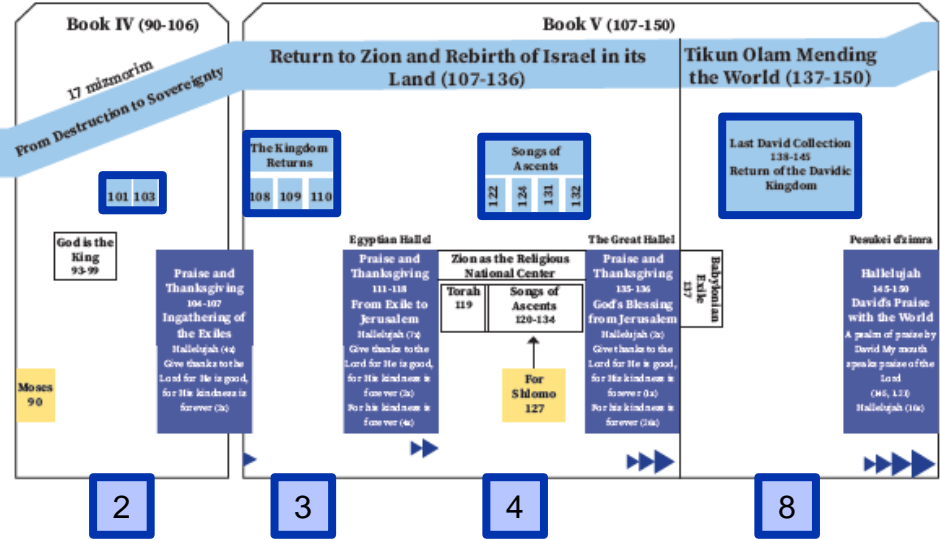 Book IV (90-106)
17 mizmorim
From Destruction to Sovereignty
101 103
God is the
King
93-99
Praise and
Thanksgiving
104-107
Ingathering of
the Exiles
Hallelujah (4x)
Give thanks to the
Lord for He is good,
for His kindness is
forever (2x)
Moses
90
2
Book V (107-150)
Return to Zion and Rebirth of Israel in its
Land (107-136)
The Kingdom
Returns
108 109 110
Egyptian Hallel
Praise and
Thanksgiving
111-118
From Exile to
Jerusalem
Hallelujah (7x)
Give thanks to the
Lord for He is good,
for His kindness is
forever (2x)
For his kindness is
forever (4x)
3
Songs of
Ascents
122 124 131 132
Zion as the Religious
National Center
Torah
119
Songs of
Ascents
120-134
For
Shlomo
127
The Great Hallel
Praise and
Thanksgiving
135-136
God's Blessing
from Jerusalem
Hallelujah (2x)
Give thanks to the
Lord for He is good,
for His kindness is
forever (1x)
For his kindness is
forever (26x)
4
Tikun Olam Mending
the World (137-150)
Last David Collection
138-145
Return of the Davidic
Kingdom
Babylonian
Exile
137
Pesukei d'zimra
Hallelujah
145-150
David's Praise
with the World
A psalm of praise by
David My mouth
speaks praise of the
Lord
(145, 1.21)
Hallelujah (10x)
8